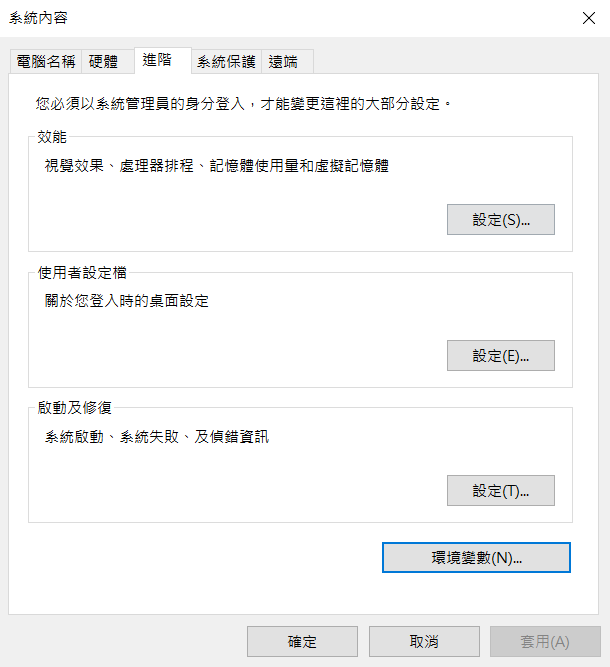 系統內容
電腦名稱 硬體 進階 系統保護 遠端
您必須以系統管理員的身分登入，才能變更這裡的大部分設定。
效能
視覺效果、處理器排程、記憶體使用量和虛擬記憶體
設定(S)...
使用者設定檔
關於您登入時的桌面設定
設定(E)...
啟動及修復
系統啟動、系統失敗、及偵錯資訊
設定(T)...
環境變數(N)...
確定 取消 套用(A)